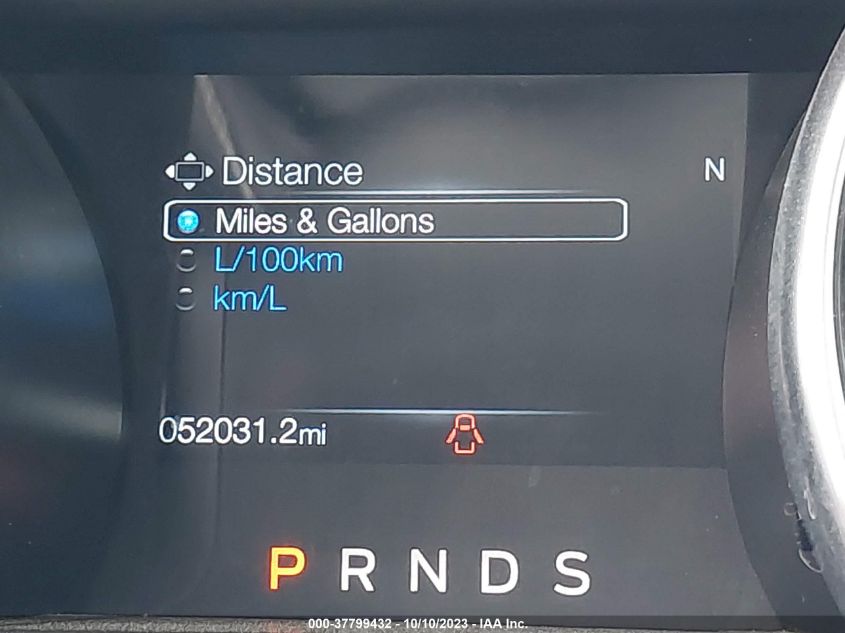 Distance
N
Miles & Gallons
L/100km
km/L
052031.2mi
P R N D S
000-37799432 - 10/10/2023 - IAA Inc.